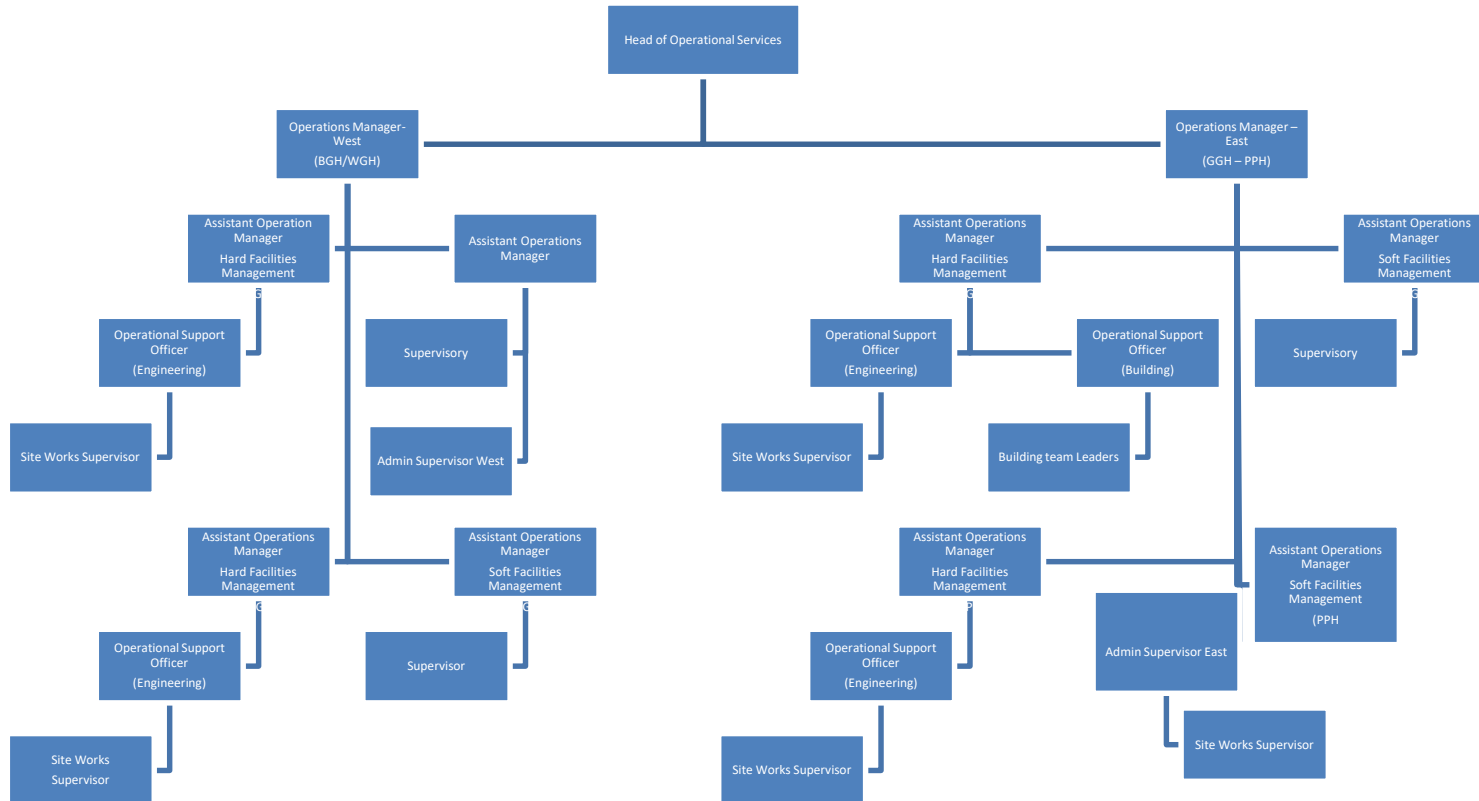 Head of Operational Services
Operations Manager-
West
(BGH/WGH)
Operations Manager –
East
(GGH – PPH)
Assistant Operation
Manager
Hard Facilities
Management
G
Assistant Operations
Manager
Assistant Operations
Manager
Hard Facilities
Management
G
Assistant Operations
Manager
Soft Facilities
Management
G
Operational Support
Officer
(Engineering)
Supervisory
Operational Support
Officer
(Engineering)
Operational Support
Officer
(Building)
Supervisory
Site Works Supervisor
Admin Supervisor West
Site Works Supervisor
Building team Leaders
Assistant Operations
Manager
Hard Facilities
Management
G
Assistant Operations
Manager
Soft Facilities
Management
G
Assistant Operations
Manager
Hard Facilities
Management
P
Assistant Operations
Manager
Soft Facilities
Management
(PPH
Operational Support
Officer
(Engineering)
Supervisor
Operational Support
Officer
(Engineering)
Admin Supervisor East
Site Works
Supervisor
Site Works Supervisor
Site Works Supervisor